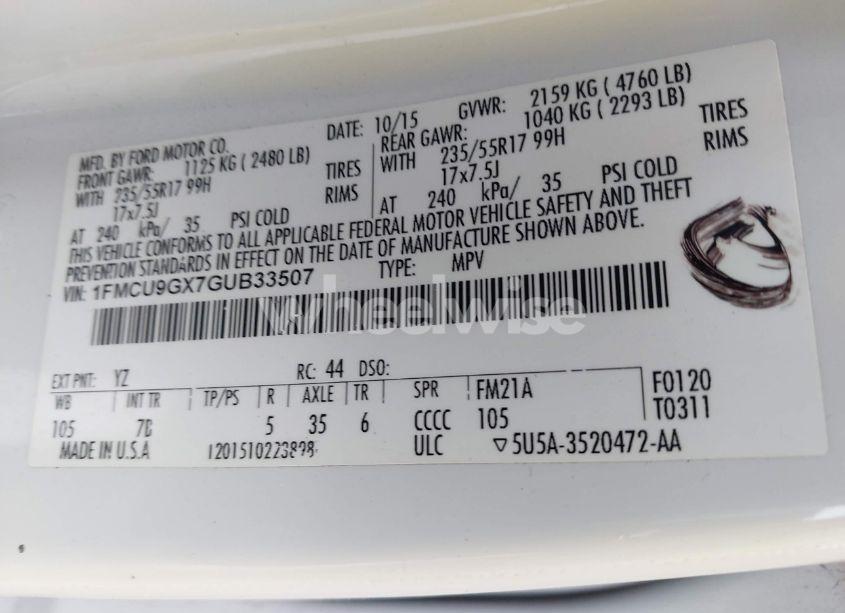 MFD. BY FORD MOTOR CO. DATE: 10/15 GVWR: 2159 KG ( 4760 LB)
FRONT GAWR: 1125 KG ( 2480 LB) REAR GAWR: 1040 KG ( 2293 LB)
WITH 235/55R17 99H TIRES WITH 235/55R17 99H TIRES
17x7.5J RIMS 17x7.5J RIMS
AT 240 kPa/ 35 PSI COLD AT 240 kPa/ 35 PSI COLD
THIS VEHICLE CONFORMS TO ALL APPLICABLE FEDERAL MOTOR VEHICLE SAFETY AND THEFT
PREVENTION STANDARDS IN EFFECT ON THE DATE OF MANUFACTURE SHOWN ABOVE.
VIN: 1FMCU9GX7GUB33507 TYPE: MPV
wheelwise
EXT PNT: YZ RC: 44 DSO:
WB INT TR TP/PS R AXLE TR SPR FM21A F0120
105 5 35 6 CCCC 105 T0311
MADE IN U.S.A ULC 5U5A-3520472-AA